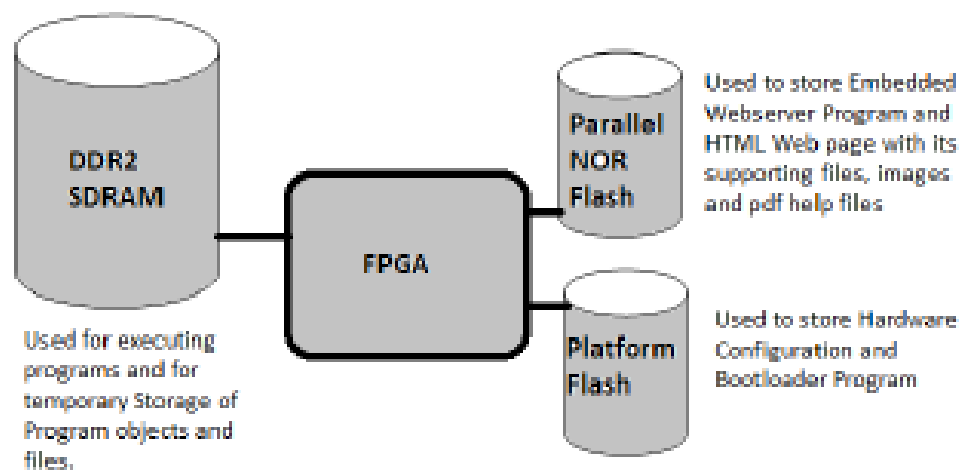 DDR2
SDRAM
Used for executing
programs and for
temporary Storage of
Program objects and
files.
FPGA
Parallel
NOR
Flash
Used to store Embedded
Webserver Program and
HTML Web page with its
supporting files, images
and pdf help files
Platform
Flash
Used to store Hardware
Configuration and
Bootloader Program